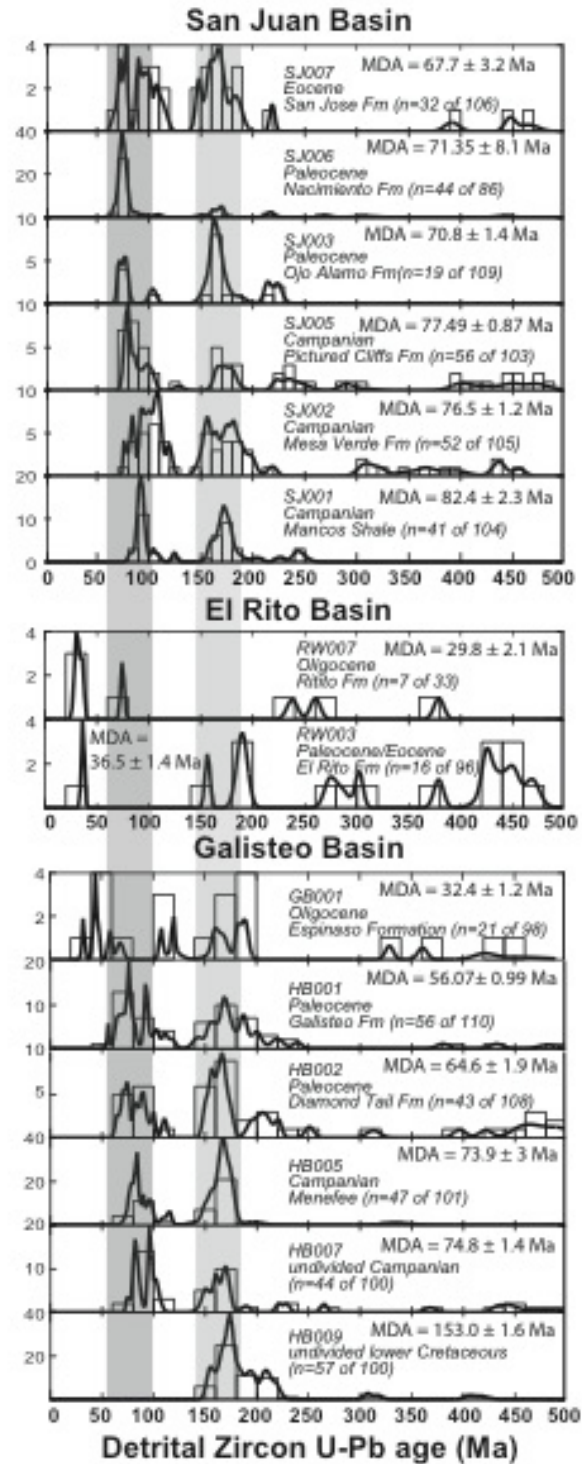 San Juan Basin
4
2
SJ007
Eocene
San Jose Fm (n=32 of 106)
MDA = 67.7 ± 3.2 Ma
40
20
SJ006
Paleocene
Nacimiento Fm (n=44 of 86)
MDA = 71.35 ± 8.1 Ma
10
5
SJ003
Paleocene
Ojo Alamo Fm(n=19 of 109)
MDA = 70.8 ± 1.4 Ma
10
5
SJ005
Campanian
Pictured Cliffs Fm (n=56 of 103)
MDA = 77.49 ± 0.87 Ma
10
5
SJ002
Campanian
Mesa Verde Fm (n=52 of 105)
MDA = 76.5 ± 1.2 Ma
20
10
0
SJ001
Campanian
Mancos Shale (n=41 of 104)
MDA = 82.4 ± 2.3 Ma
0 50 100 150 200 250 300 350 400 450 500
El Rito Basin
4
2
RW007
Oligocene
Ritito Fm (n=7 of 33)
MDA = 29.8 ± 2.1 Ma
4
2
MDA =
36.5 ± 1.4 Ma
RW003
Paleocene/Eocene
El Rito Fm (n=16 of 96)
0 50 100 150 200 250 300 350 400 450 500
Galisteo Basin
4
2
GB001
Oligocene
Espinaso Formation (n=21 of 98)
MDA = 32.4 ± 1.2 Ma
20
10
HB001
Paleocene
Galisteo Fm (n=56 of 110)
MDA = 56.07± 0.99 Ma
10
5
HB002
Paleocene
Diamond Tail Fm (n=43 of 108)
MDA = 64.6 ± 1.9 Ma
40
20
HB005
Campanian
Menefee (n=47 of 101)
MDA = 73.9 ± 3 Ma
20
10
HB007
undivided Campanian
(n=44 of 100)
MDA = 74.8 ± 1.4 Ma
40
20
HB009
undivided lower Cretaceous
(n=57 of 100)
MDA = 153.0 ± 1.6 Ma
0 50 100 150 200 250 300 350 400 450 500
Detrital Zircon U-Pb age (Ma)